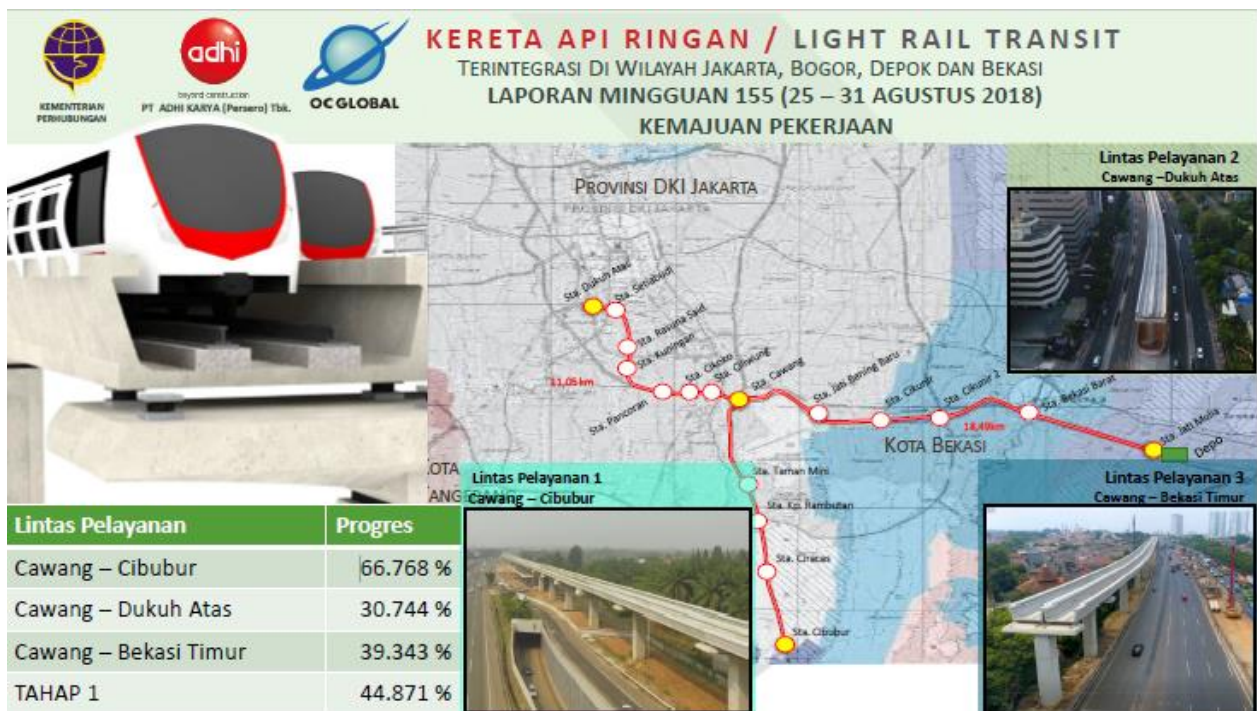 KEMENTERIAN
PERHUBUNGAN
adhi
beyond construction
PT ADHI KARYA (Persero) Tbk.
OC GLOBAL
KERETA API RINGAN / LIGHT RAIL TRANSIT
TERINTEGRASI DI WILAYAH JAKARTA, BOGOR, DEPOK DAN BEKASI
LAPORAN MINGGUAN 155 (25 – 31 AGUSTUS 2018)
KEMAJUAN PEKERJAAN
PROVINSI DKI JAKARTA
Lintas Pelayanan 2
Cawang –Dukuh Atas
Sta. Dukuh Atas
Sta. Setiabudi
Sta. Rasuna Said
Sta. Kuningan
11,05 km
Sta. Pancoran
Sta. Cikoko
Sta. Ciliwung
Sta. Cawang
Sta. Jati Bening Baru
Sta. Cikunir
Sta. Cikunir 2
Sta. Bekasi Barat
18,49km
Sta. Jati Mulia
Depo
KOTA BEKASI
Sta. Taman Mini
Sta. Kp. Rambutan
Sta. Ciracas
Sta. Cibubur
Lintas Pelayanan 1
Cawang – Cibubur
Lintas Pelayanan 3
Cawang – Bekasi Timur
Lintas Pelayanan Progres
Cawang – Cibubur 66.768 %
Cawang – Dukuh Atas 30.744 %
Cawang – Bekasi Timur 39.343 %
TAHAP 1 44.871 %